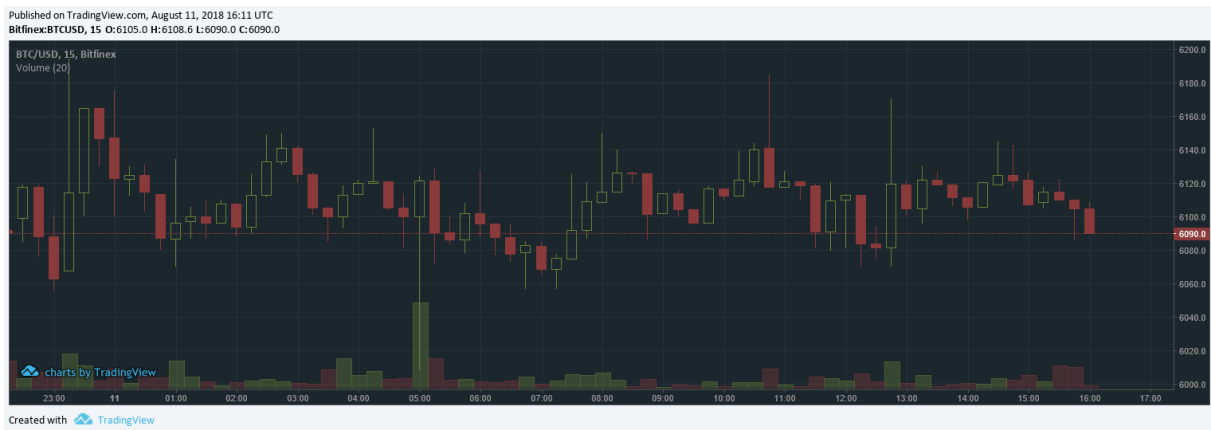 Published on TradingView.com, August 11, 2018 16:11 UTC
Bitfinex:BTCUSD, 15 O:6105.0 H:6108.6 L:6090.0 C:6090.0
BTC/USD, 15, Bitfinex
Volume (20)
6200.0
6180.0
6160.0
6140.0
6120.0
6100.0
6090.0
6080.0
6060.0
6040.0
6020.0
6000.0
charts by TradingView
23:00 11 01:00 02:00 03:00 04:00 05:00 06:00 07:00 08:00 09:00 10:00 11:00 12:00 13:00 14:00 15:00 16:00 17:00
Created with TradingView